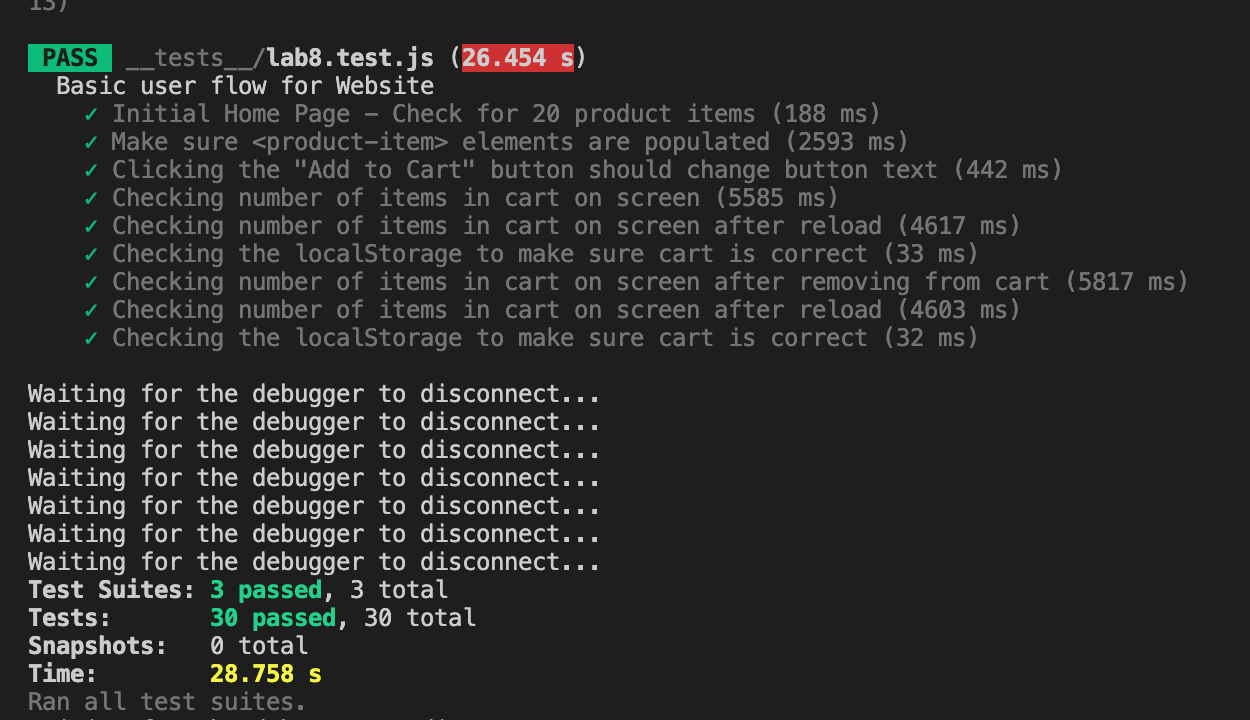 13)
PASS __tests__/lab8.test.js (26.454 s)
Basic user flow for Website
✓ Initial Home Page – Check for 20 product items (188 ms)
✓ Make sure <product-item> elements are populated (2593 ms)
✓ Clicking the "Add to Cart" button should change button text (442 ms)
✓ Checking number of items in cart on screen (5585 ms)
✓ Checking number of items in cart on screen after reload (4617 ms)
✓ Checking the localStorage to make sure cart is correct (33 ms)
✓ Checking number of items in cart on screen after removing from cart (5817 ms)
✓ Checking number of items in cart on screen after reload (4603 ms)
✓ Checking the localStorage to make sure cart is correct (32 ms)
Waiting for the debugger to disconnect...
Waiting for the debugger to disconnect...
Waiting for the debugger to disconnect...
Waiting for the debugger to disconnect...
Waiting for the debugger to disconnect...
Waiting for the debugger to disconnect...
Waiting for the debugger to disconnect...
Test Suites: 3 passed, 3 total
Tests: 30 passed, 30 total
Snapshots: 0 total
Time: 28.758 s
Ran all test suites.